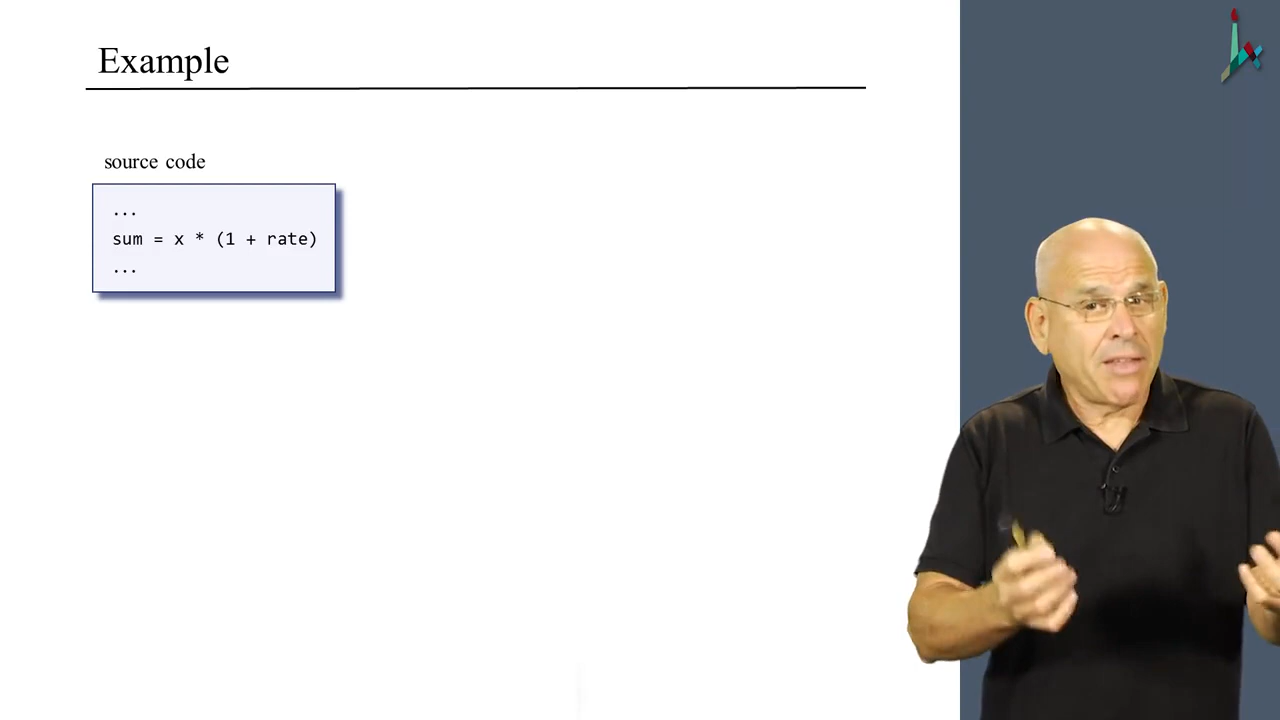 Example
source code
...
sum = x * (1 + rate)
...